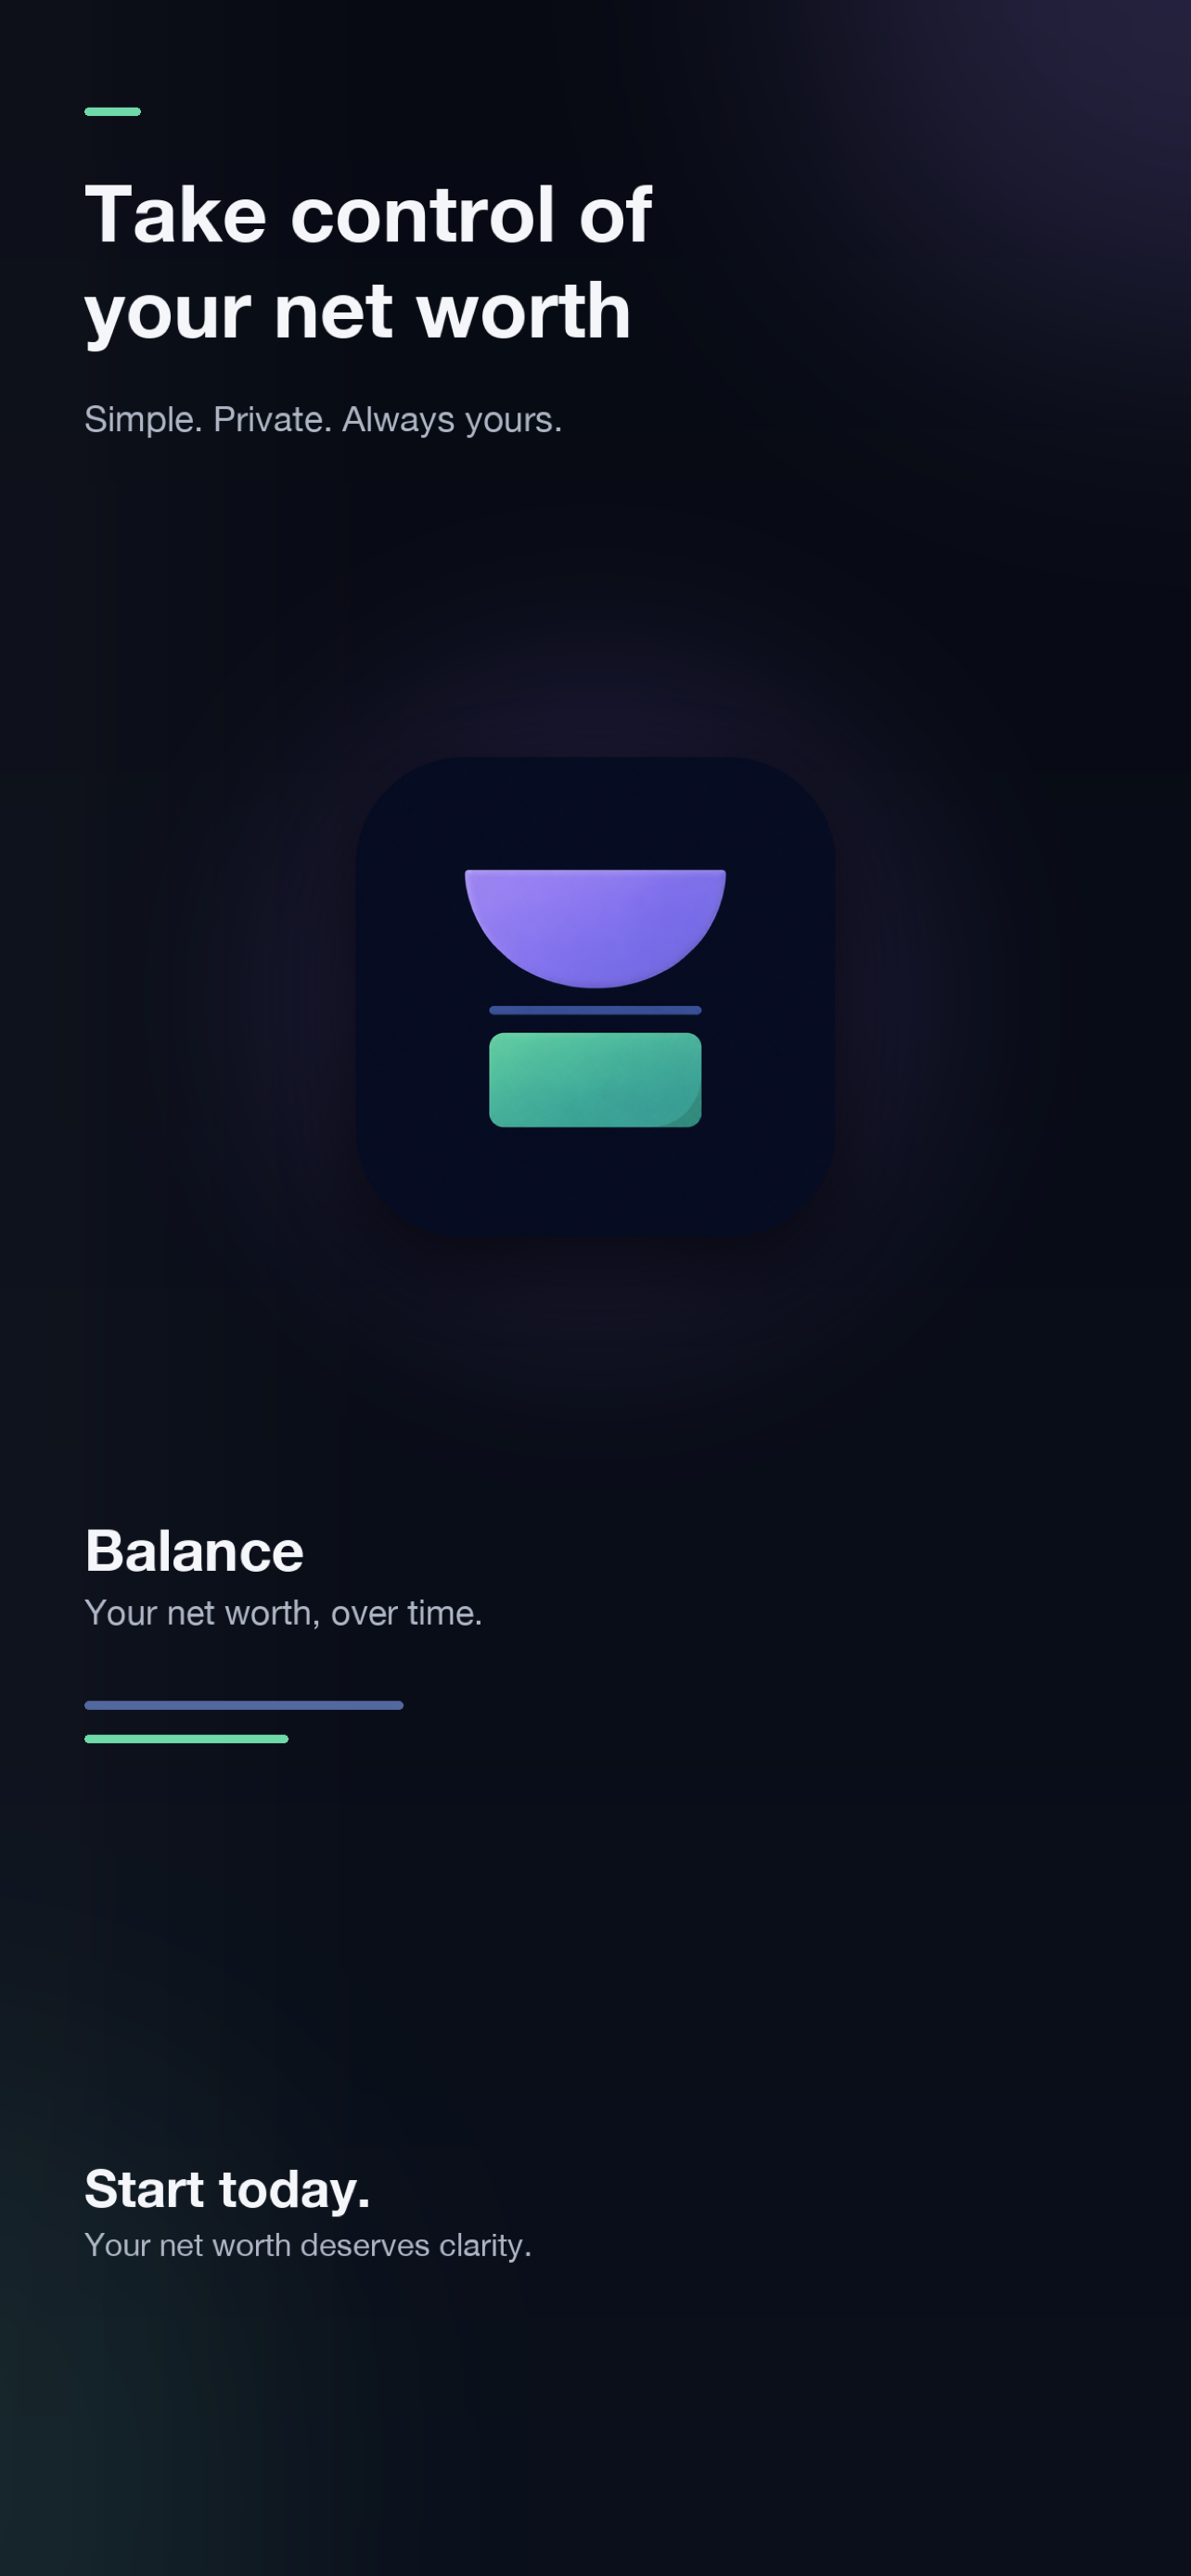 Take control of
your net worth
Simple. Private. Always yours.
Balance
Your net worth, over time.
Start today.
Your net worth deserves clarity.